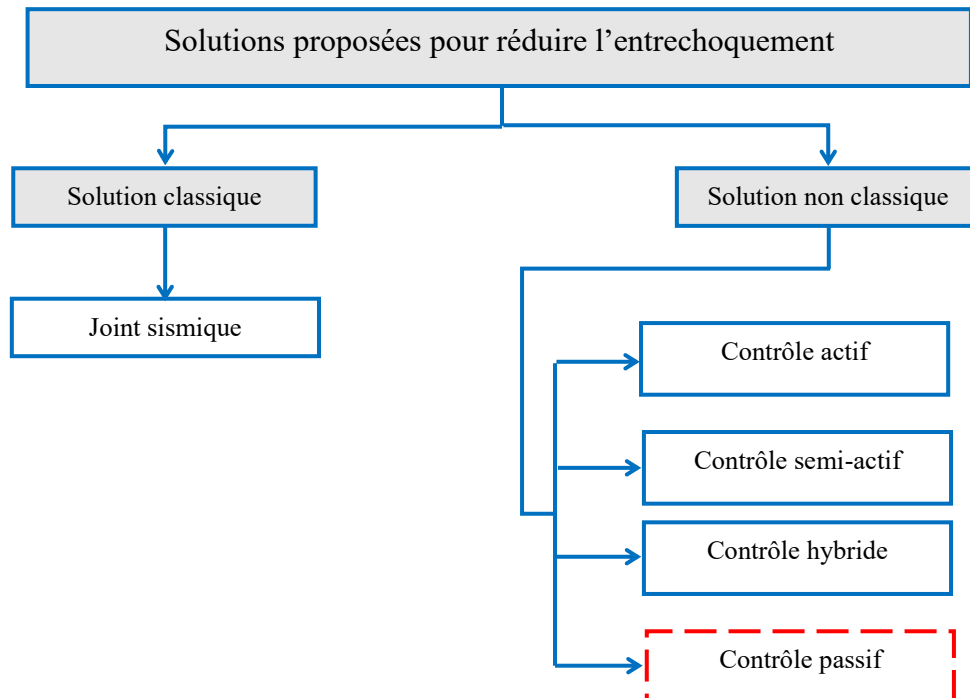 Solutions proposées pour réduire l’entrechoquement
Solution classique
Solution non classique
Joint sismique
Contrôle actif
Contrôle semi-actif
Contrôle hybride
Contrôle passif